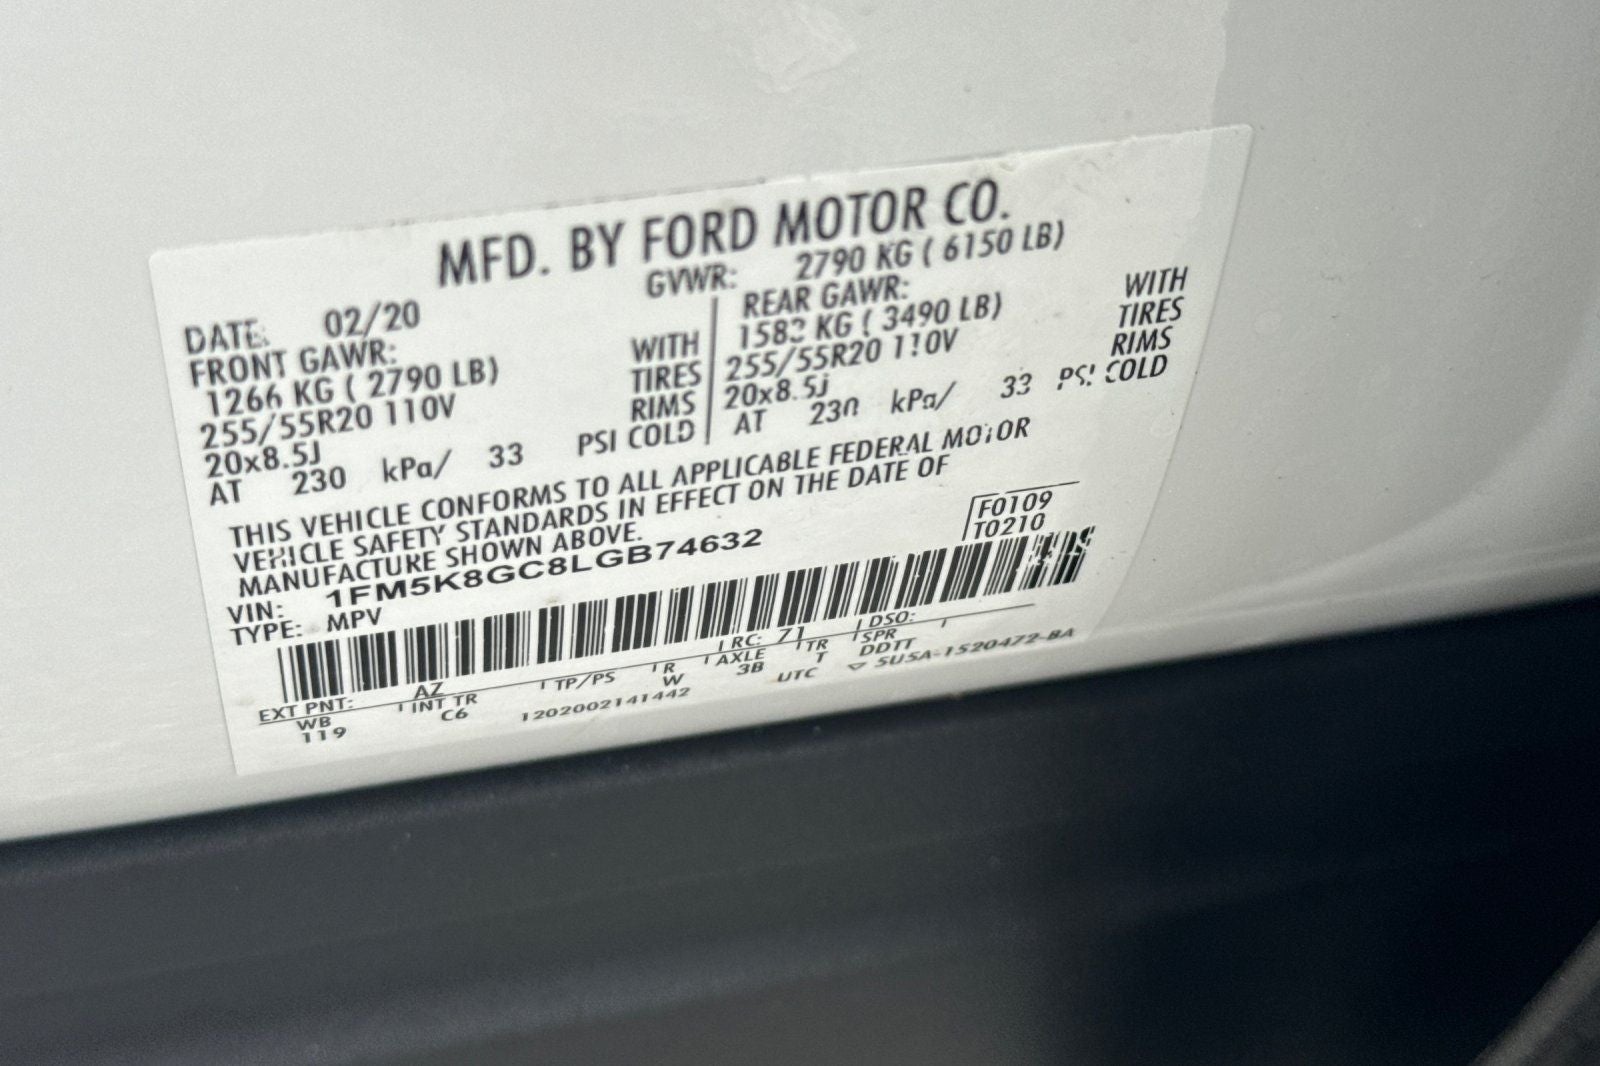 MFD. BY FORD MOTOR CO.
DATE: 02/20
GVWR: 2790 KG ( 6150 LB)
FRONT GAWR:
1266 KG ( 2790 LB) WITH
255/55R20 110V TIRES
20x8.5J RIMS
AT 230 kPa/ 33 PSI COLD
REAR GAWR:
1583 KG ( 3490 LB) WITH
255/55R20 110V TIRES
20x8.5J RIMS
AT 230 kPa/ 33 PSI COLD
THIS VEHICLE CONFORMS TO ALL APPLICABLE FEDERAL MOTOR
VEHICLE SAFETY STANDARDS IN EFFECT ON THE DATE OF
MANUFACTURE SHOWN ABOVE.
F0109
T0210
VIN: 1FM5K8GC8LGB74632
TYPE: MPV
EXT PNT: AZ RC: 71 DSO:
WB INT TR TP/PS R AXLE TR SPR
119 C6 W 3B T DDTT
1202002141442 UTC ▽ 5U5A-1520472-BA